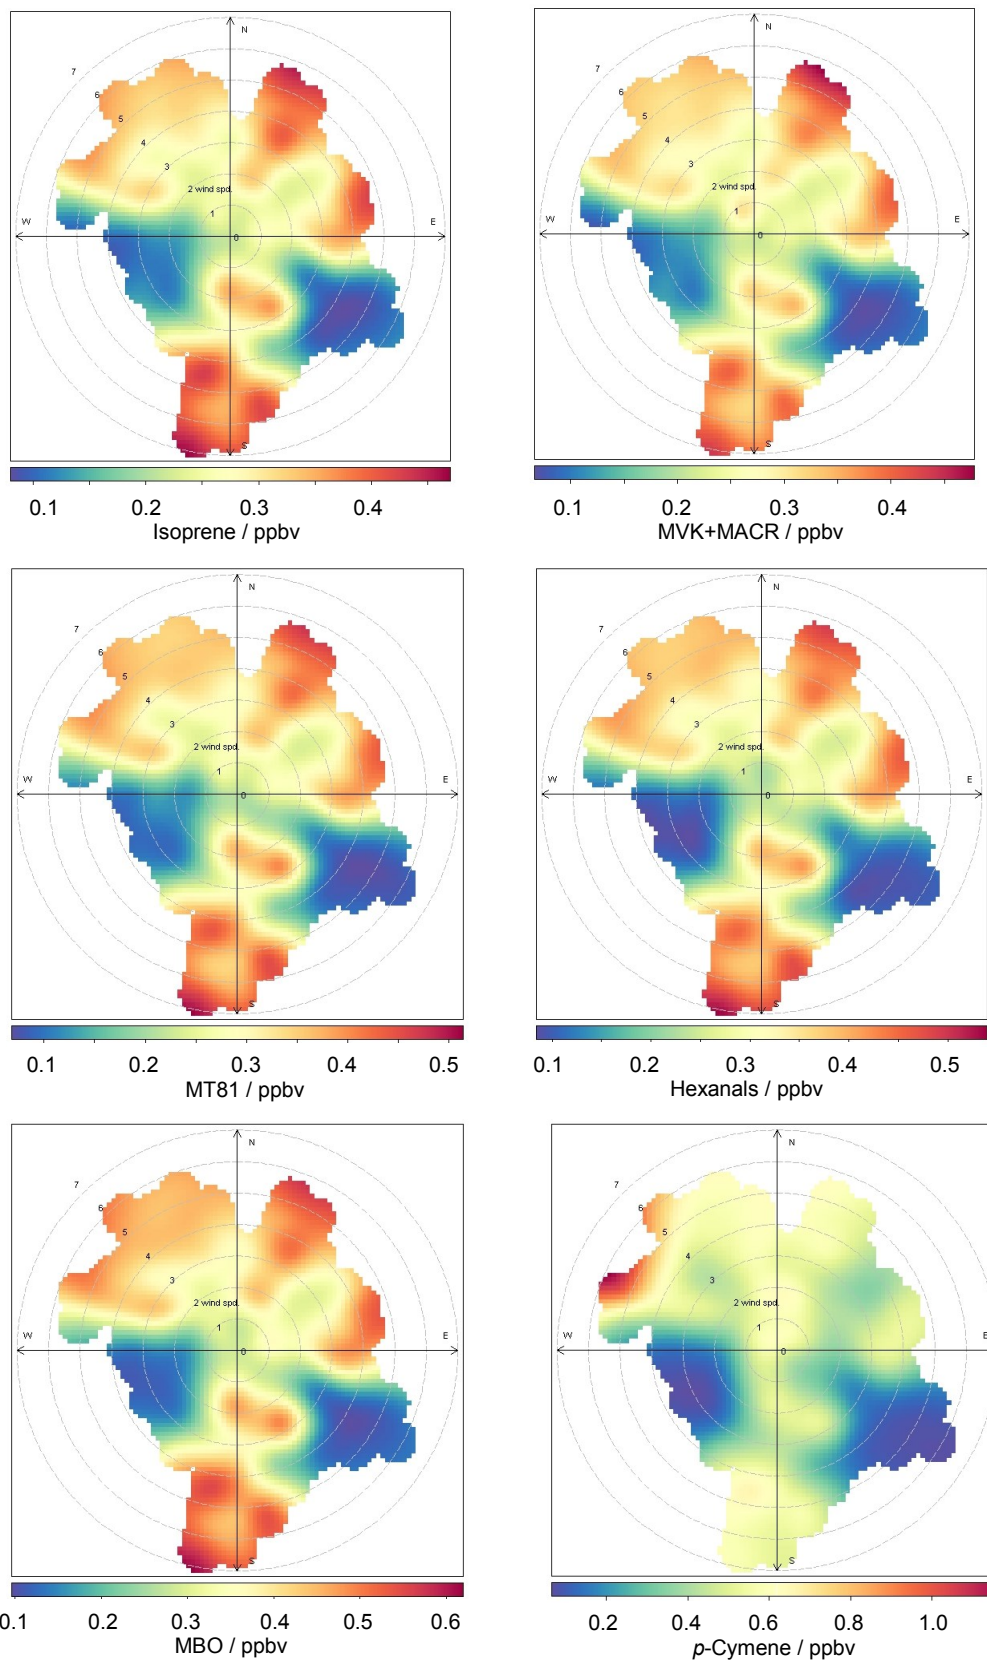 N
N
7
7
6
6
5
5
4
4
3
3
2 wind spd.
2 wind spd.
1
1
W
0
E
W
0
E
S
S
0.1 0.2 0.3 0.4
0.1 0.2 0.3 0.4
Isoprene / ppbv
MVK+MACR / ppbv
N
N
7
7
6
6
5
5
4
4
3
3
2 wind spd.
2 wind spd.
1
1
W
0
E
W
0
E
S
S
0.1 0.2 0.3 0.4 0.5
0.1 0.2 0.3 0.4 0.5
MT81 / ppbv
Hexanals / ppbv
N
N
7
7
6
6
5
5
4
4
3
3
2 wind spd.
2 wind spd.
1
1
W
0
E
W
0
E
S
S
0.1 0.2 0.3 0.4 0.5 0.6
0.2 0.4 0.6 0.8 1.0
MBO / ppbv
p-Cymene / ppbv